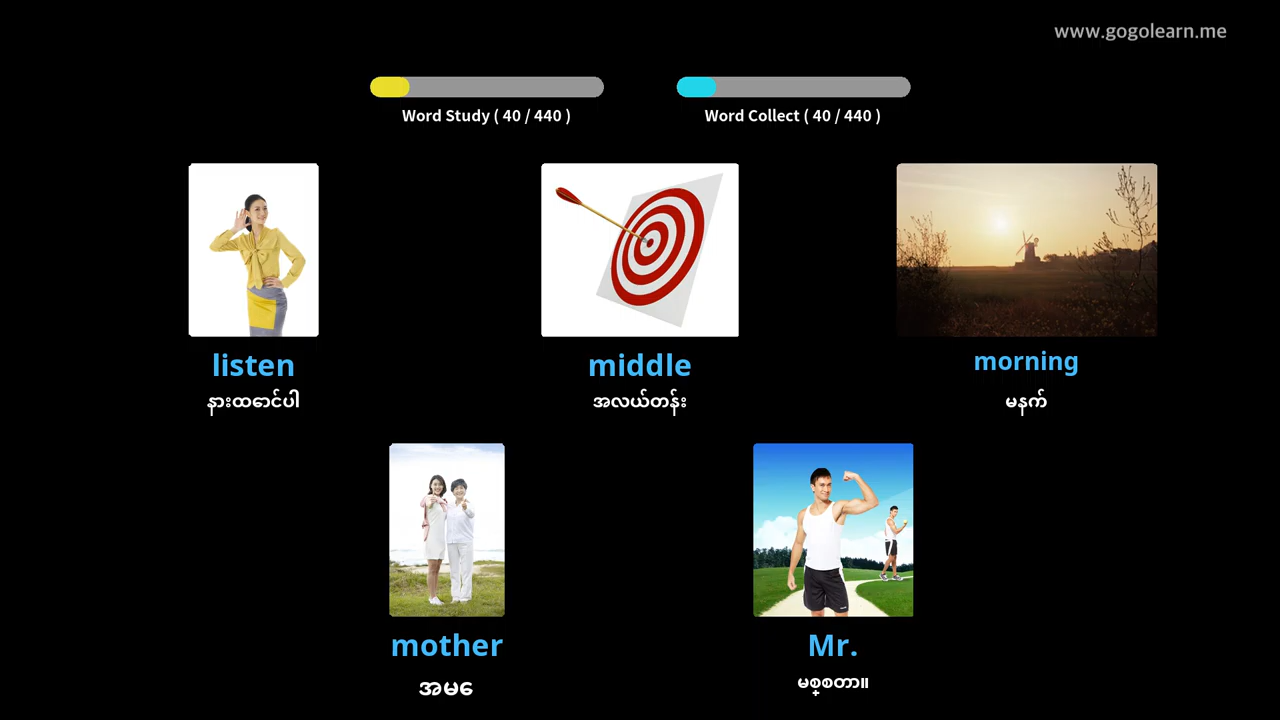 www.gogolearn.me
Word Study ( 40 / 440 )
Word Collect ( 40 / 440 )
listen
နားထောင်ပါ
middle
အလယ်တန်း
morning
မနက်
mother
အမေ
Mr.
မစ္စတာ။